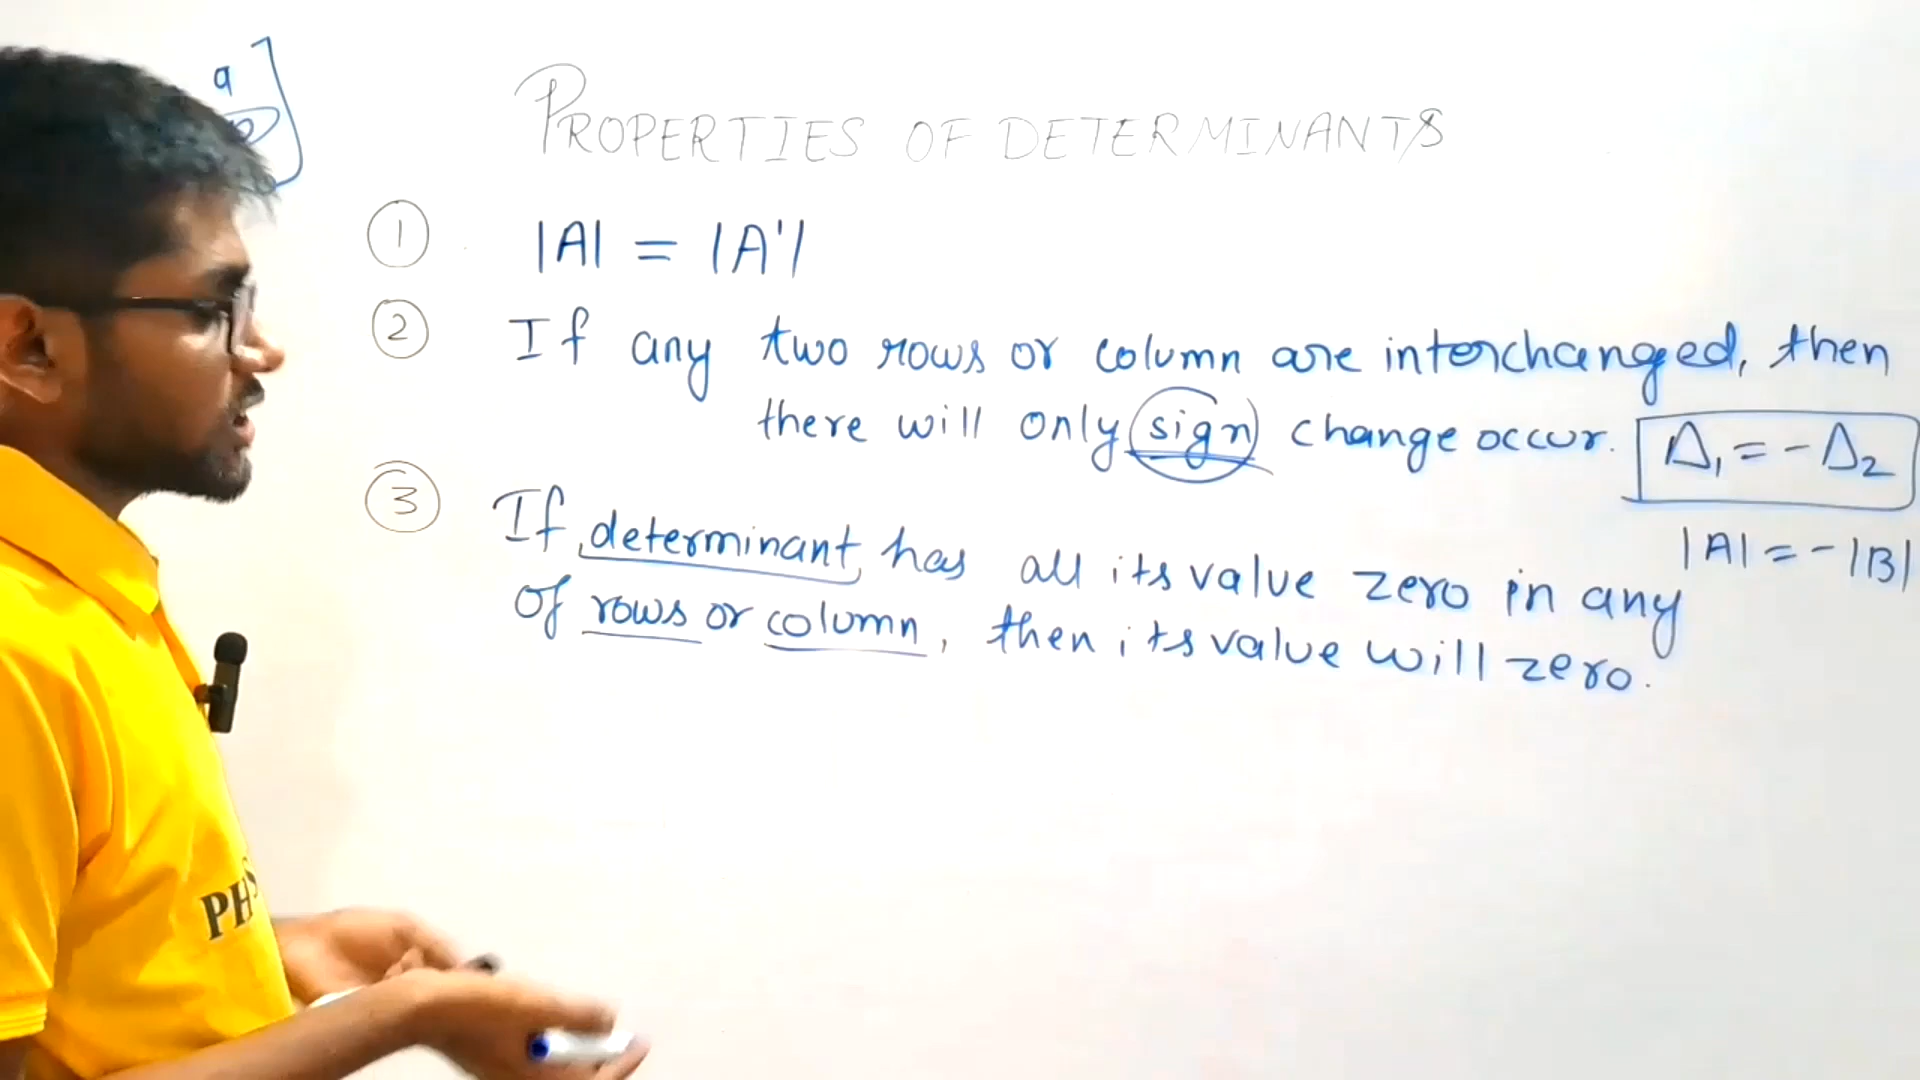 a
PROPERTIES OF DETERMINANTS
1 |A| = |A'|
2 If any two rows or column are interchanged, then
there will only sign change occur. Δ₁ = -Δ₂
|A| = -|B|
3 If determinant has all its value zero in any
of rows or column, then its value will zero.
PH